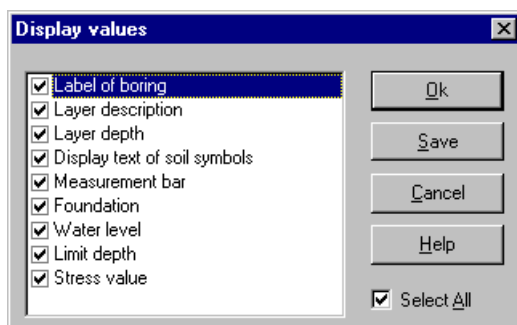 Display values
Label of boring
Layer description
Layer depth
Display text of soil symbols
Measurement bar
Foundation
Water level
Limit depth
Stress value
Ok
Save
Cancel
Help
Select All